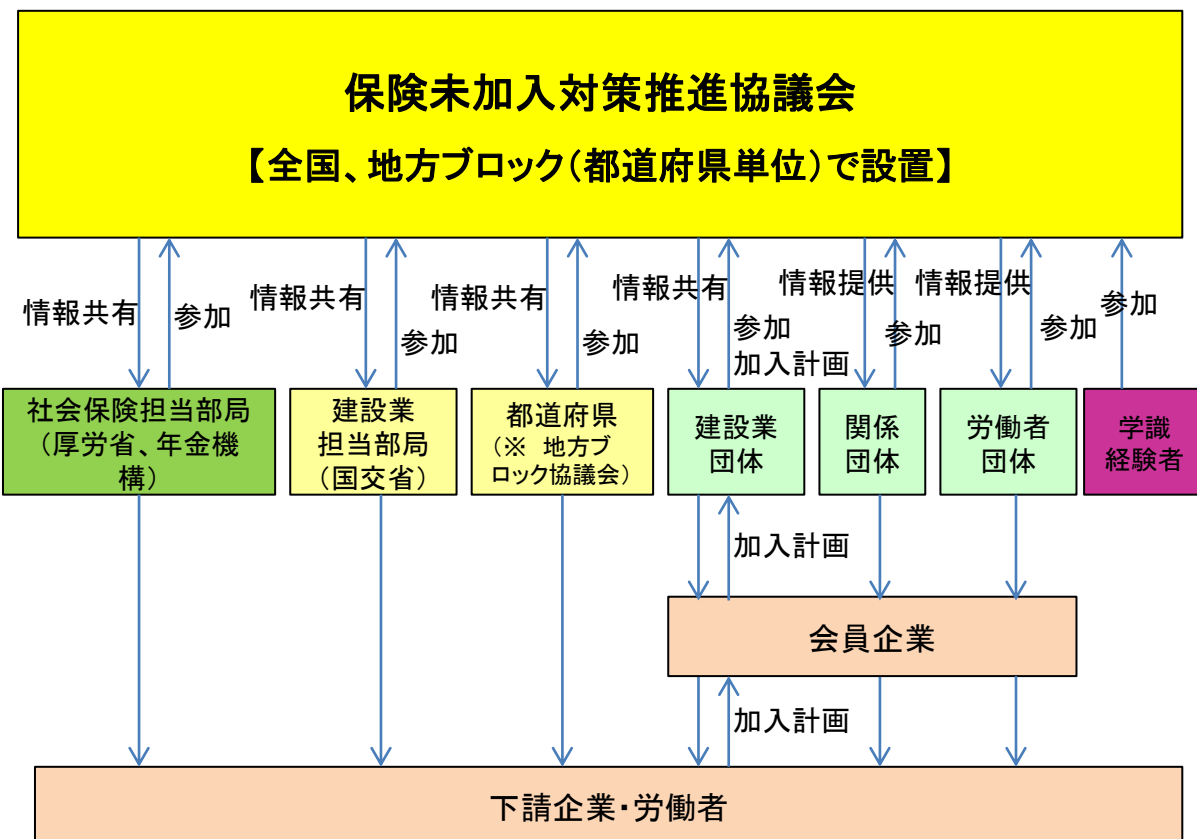 保険未加入対策推進協議会
【全国、地方ブロック(都道府県単位)で設置】
情報共有
参加
情報共有
参加
情報共有
参加
情報共有
参加
加入計画
情報提供
参加
情報提供
参加
参加
社会保険担当部局
(厚労省、年金機
構)
建設業
担当部局
(国交省)
都道府県
(※ 地方ブ
ロック協議会)
建設業
団体
関係
団体
労働者
団体
学識
経験者
加入計画
会員企業
加入計画
下請企業・労働者